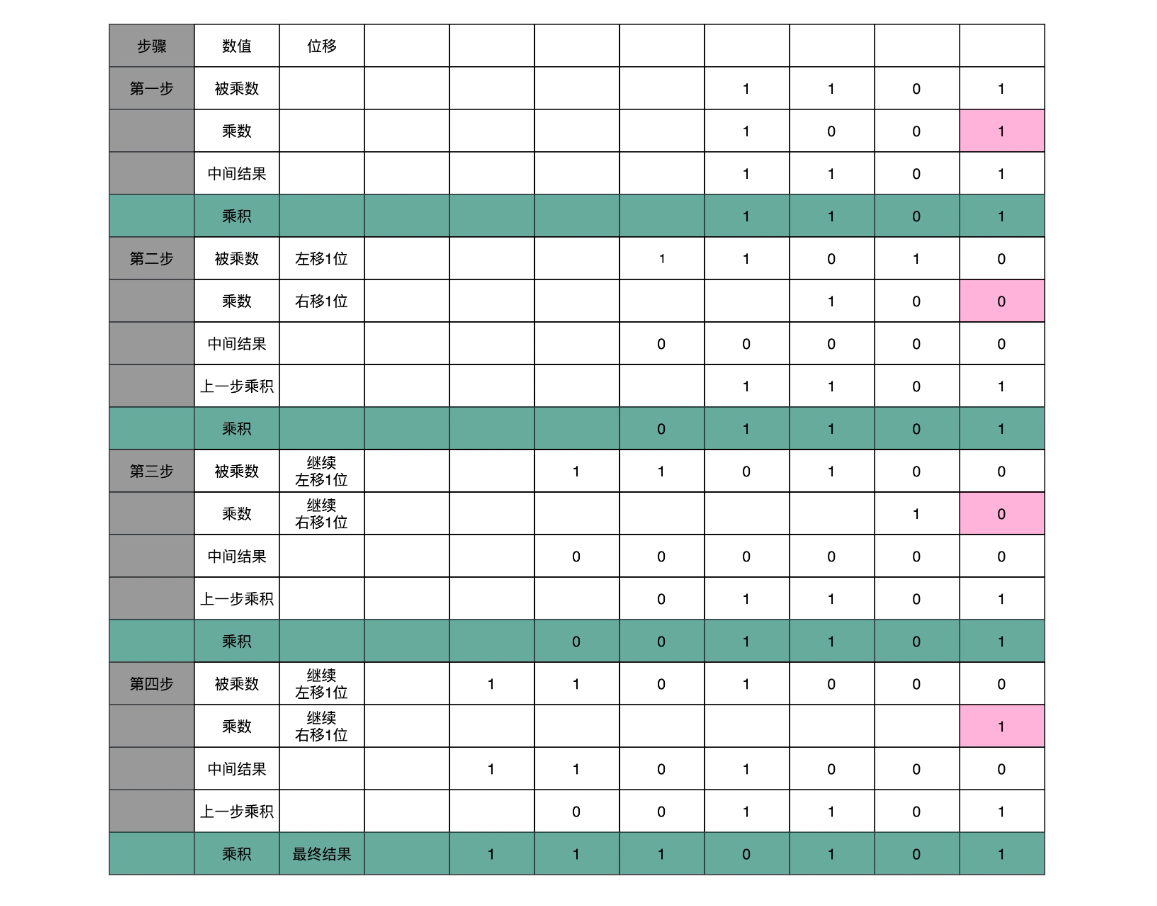 步骤 数值 位移
第一步 被乘数 1 1 0 1
乘数 1 0 0 1
中间结果 1 1 0 1
乘积 1 1 0 1
第二步 被乘数 左移1位 1 1 0 1 0
乘数 右移1位 1 0 0
中间结果 0 0 0 0 0
上一步乘积 1 1 0 1
乘积 0 1 1 0 1
第三步 被乘数 继续
左移1位 1 1 0 1 0 0
乘数 继续
右移1位 1 0
中间结果 0 0 0 0 0 0
上一步乘积 0 1 1 0 1
乘积 0 0 1 1 0 1
第四步 被乘数 继续
左移1位 1 1 0 1 0 0 0
乘数 继续
右移1位 1
中间结果 1 1 0 1 0 0 0
上一步乘积 0 0 1 1 0 1
乘积 最终结果 1 1 1 0 1 0 1